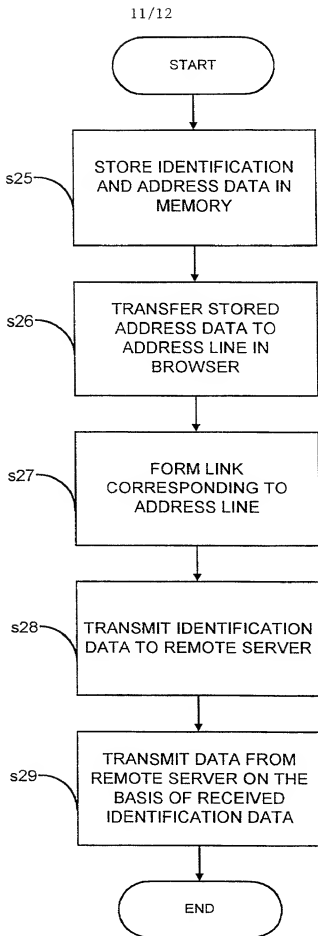 11/12
START
s25
STORE IDENTIFICATION
AND ADDRESS DATA IN
MEMORY
s26
TRANSFER STORED
ADDRESS DATA TO
ADDRESS LINE IN
BROWSER
s27
FORM LINK
CORRESPONDING TO
ADDRESS LINE
s28
TRANSMIT IDENTIFICATION
DATA TO REMOTE SERVER
s29
TRANSMIT DATA FROM
REMOTE SERVER ON THE
BASIS OF RECEIVED
IDENTIFICATION DATA
END